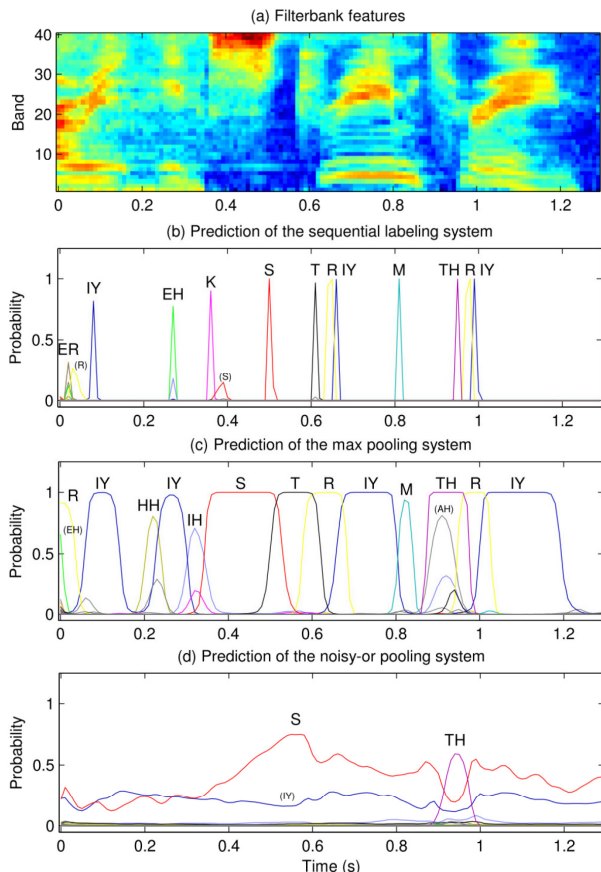 (a) Filterbank features
40
30
20
10
Band
0 0.2 0.4 0.6 0.8 1 1.2
(b) Prediction of the sequential labeling system
1
0.5
0
Probability
ER (R) IY EH K (S) S T R IY M TH R IY
0 0.2 0.4 0.6 0.8 1 1.2
(c) Prediction of the max pooling system
1
0.5
0
Probability
R (EH) IY HH IY IH S T R IY M TH (AH) R IY
0 0.2 0.4 0.6 0.8 1 1.2
(d) Prediction of the noisy-or pooling system
1
0.5
0
Probability
S (IY) TH
0 0.2 0.4 0.6 0.8 1 1.2
Time (s)